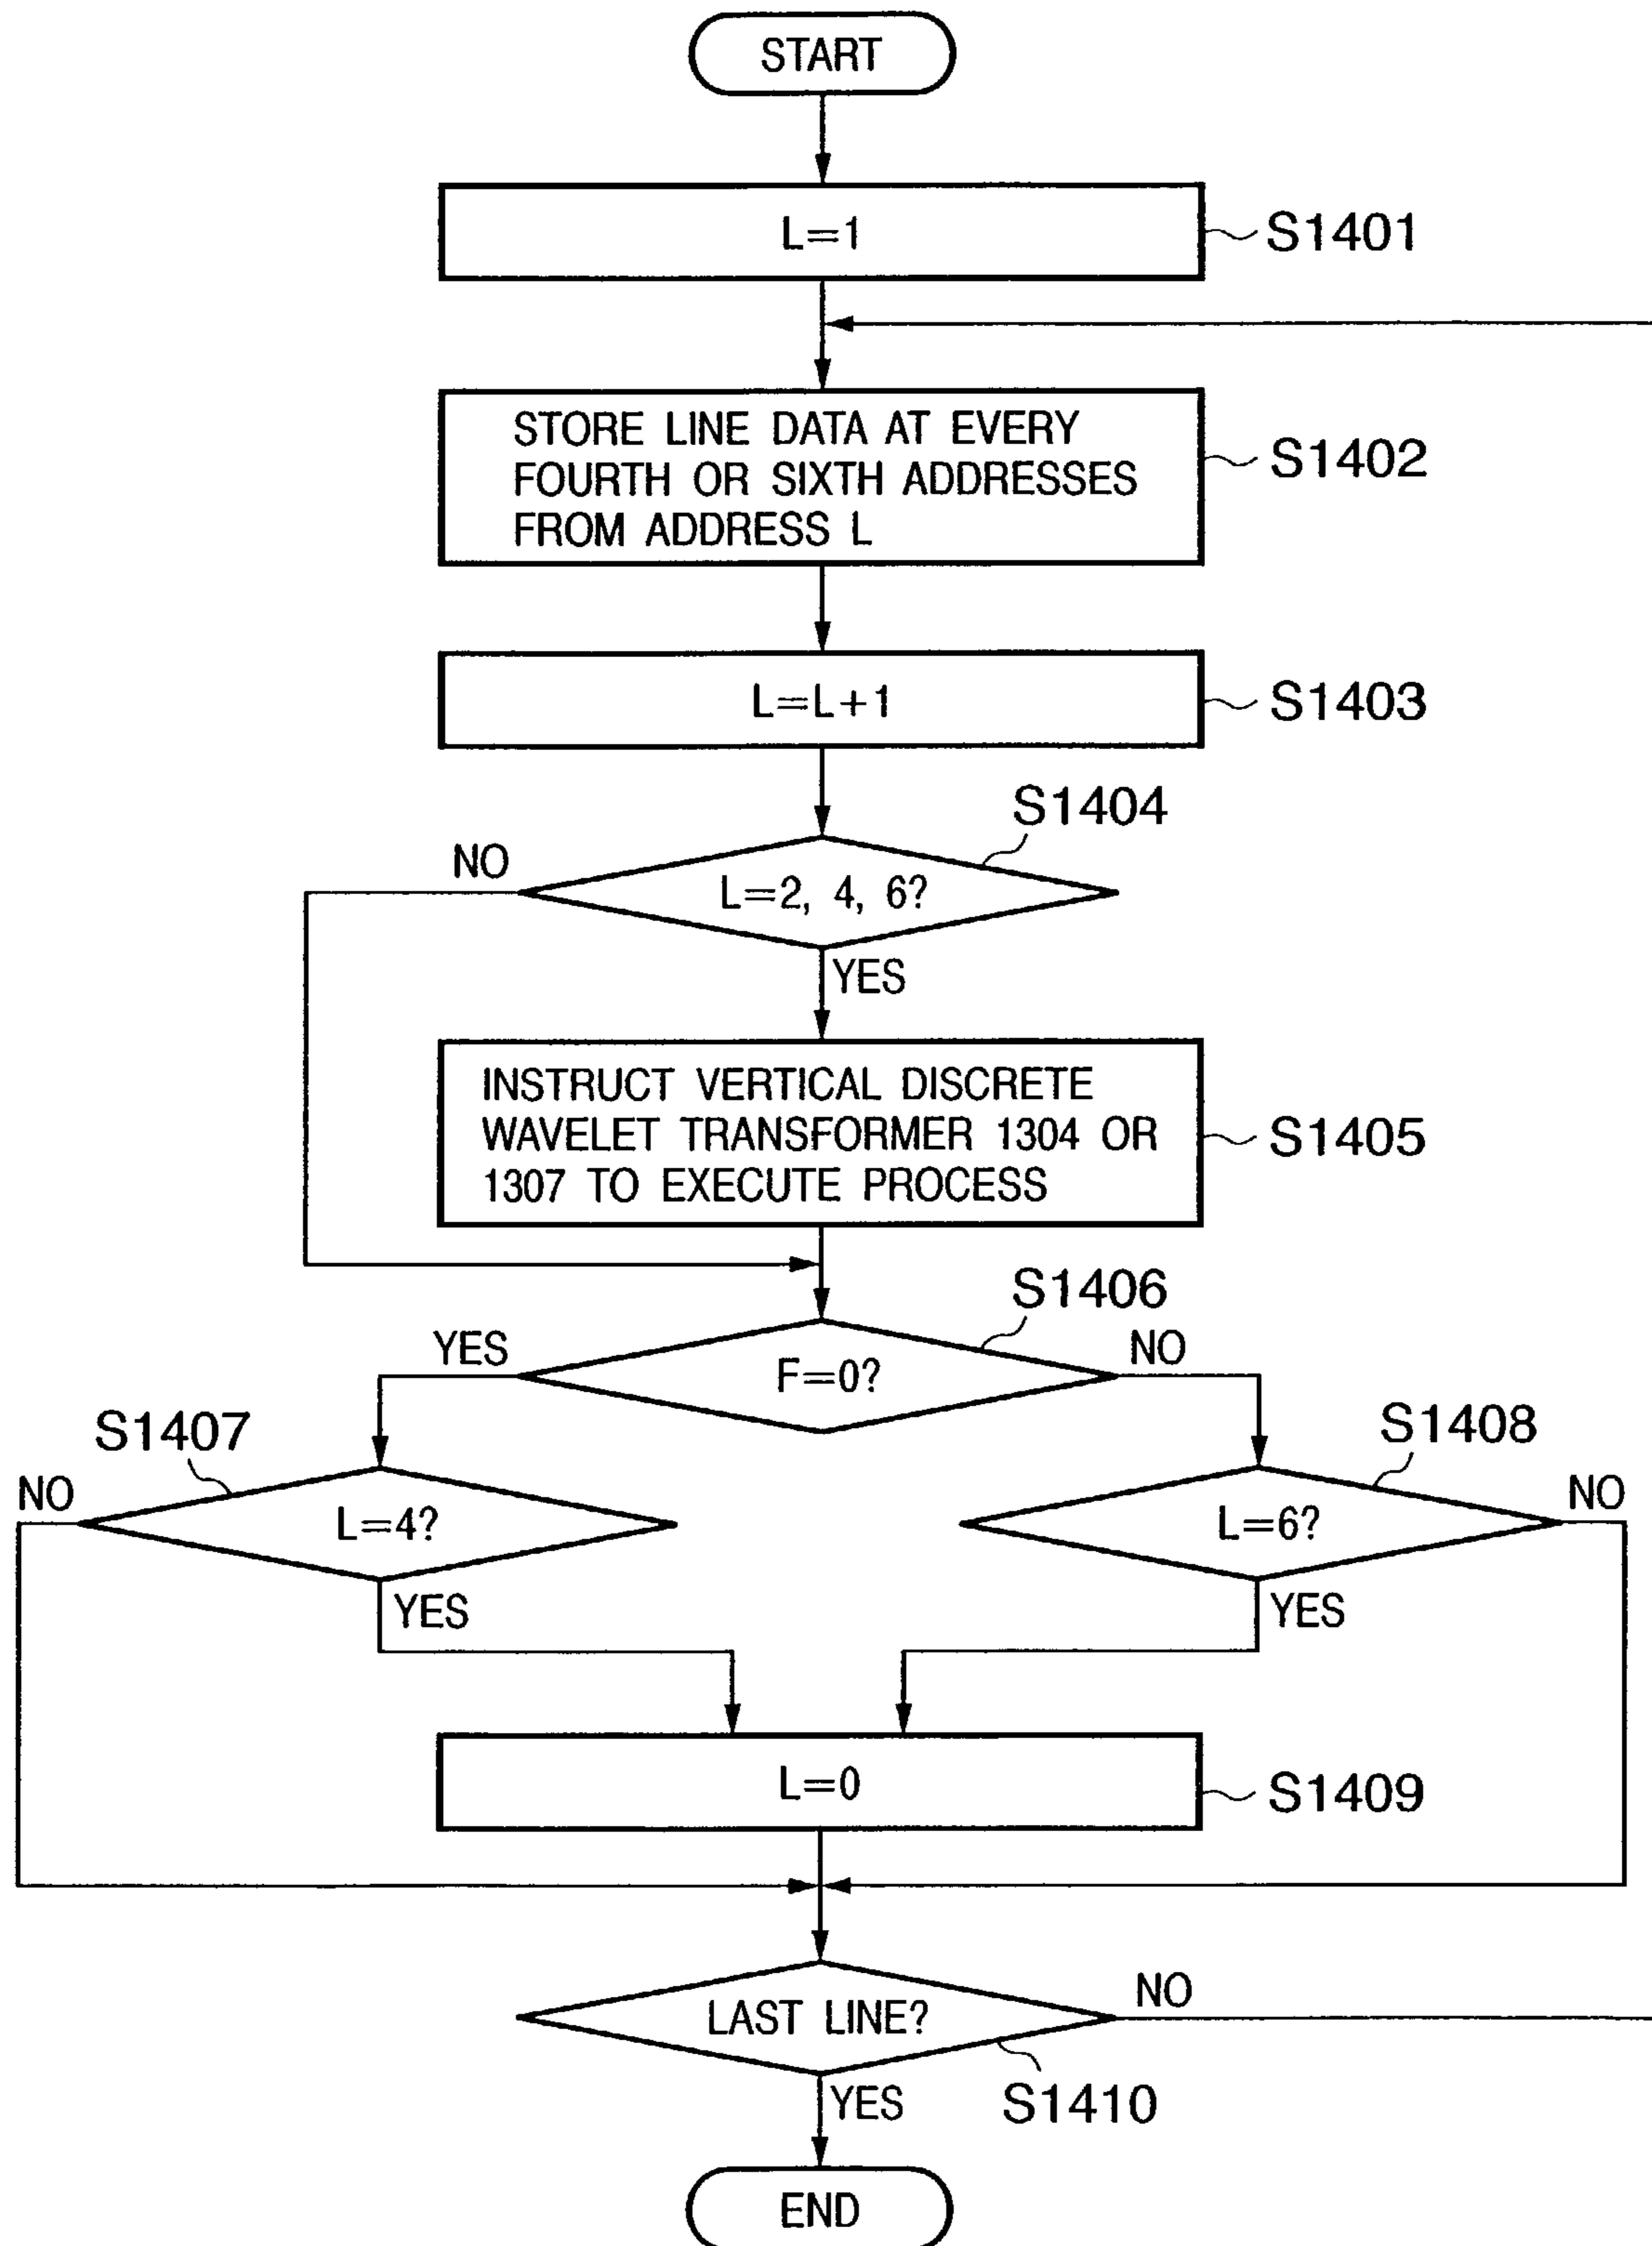 START
L=1
S1401
STORE LINE DATA AT EVERY
FOURTH OR SIXTH ADDRESSES
FROM ADDRESS L
S1402
L=L+1
S1403
S1404
NO
L=2, 4, 6?
YES
INSTRUCT VERTICAL DISCRETE
WAVELET TRANSFORMER 1304 OR
1307 TO EXECUTE PROCESS
S1405
S1406
YES
F=0?
NO
S1407
S1408
NO
L=4?
L=6?
NO
YES
YES
L=0
S1409
LAST LINE?
NO
YES
S1410
END